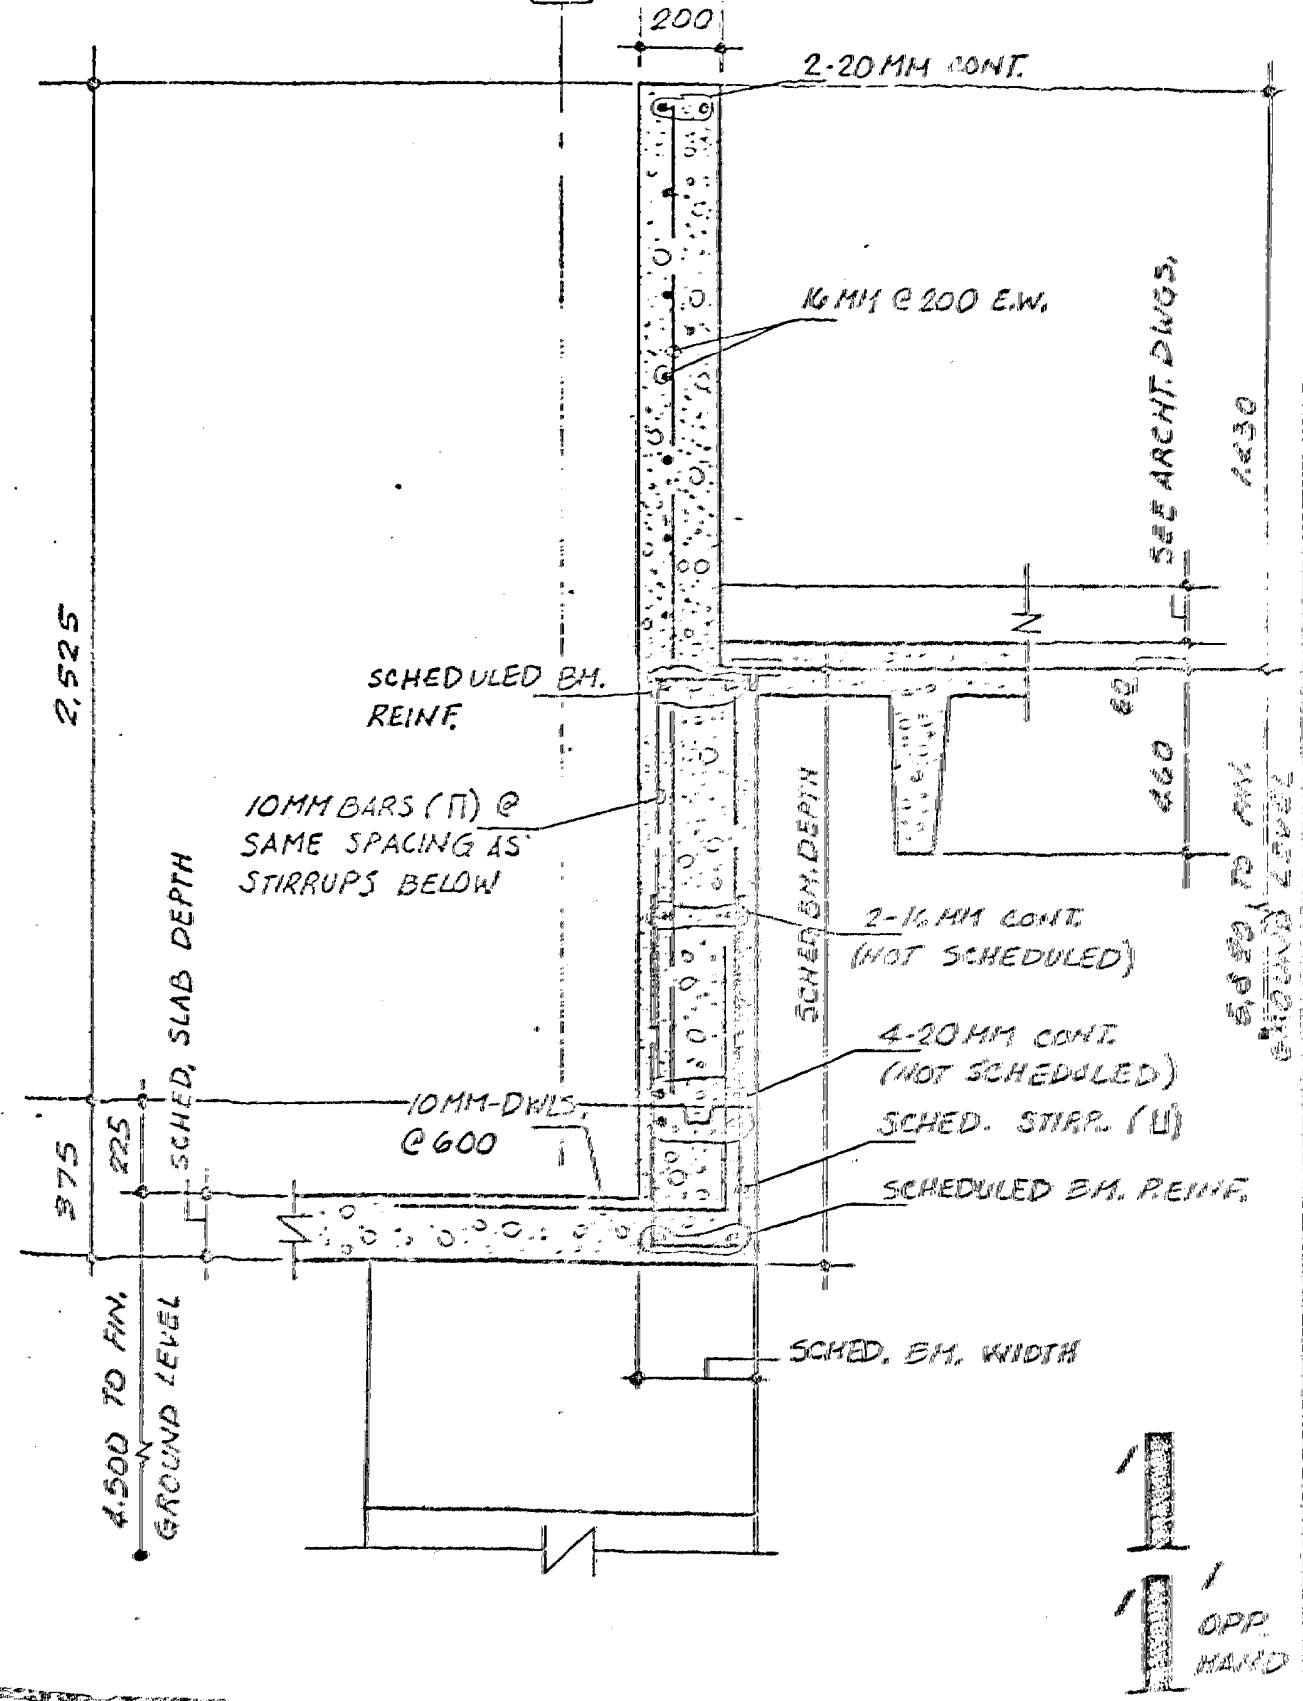 200
2-20MM CONT.
16MM @ 200 E.W.
SEE ARCHT. DWGS.
2.525
SCHEDULED BM.
REINF.
10MM BARS (Π) @
SAME SPACING AS
STIRRUPS BELOW
SCHED. SLAB DEPTH
SCHED. BM. DEPTH
460
2-16MM CONT.
(NOT SCHEDULED)
TO FIN.
GROUND LEVEL
4-20MM CONT.
(NOT SCHEDULED)
10MM-DWLS.
@ 600
SCHED. STIRR. (⊔)
SCHEDULED BM. REINF.
375
225
4.500 TO FIN.
GROUND LEVEL
SCHED. BM. WIDTH
1
1
1
1
1
OPP.
HAND